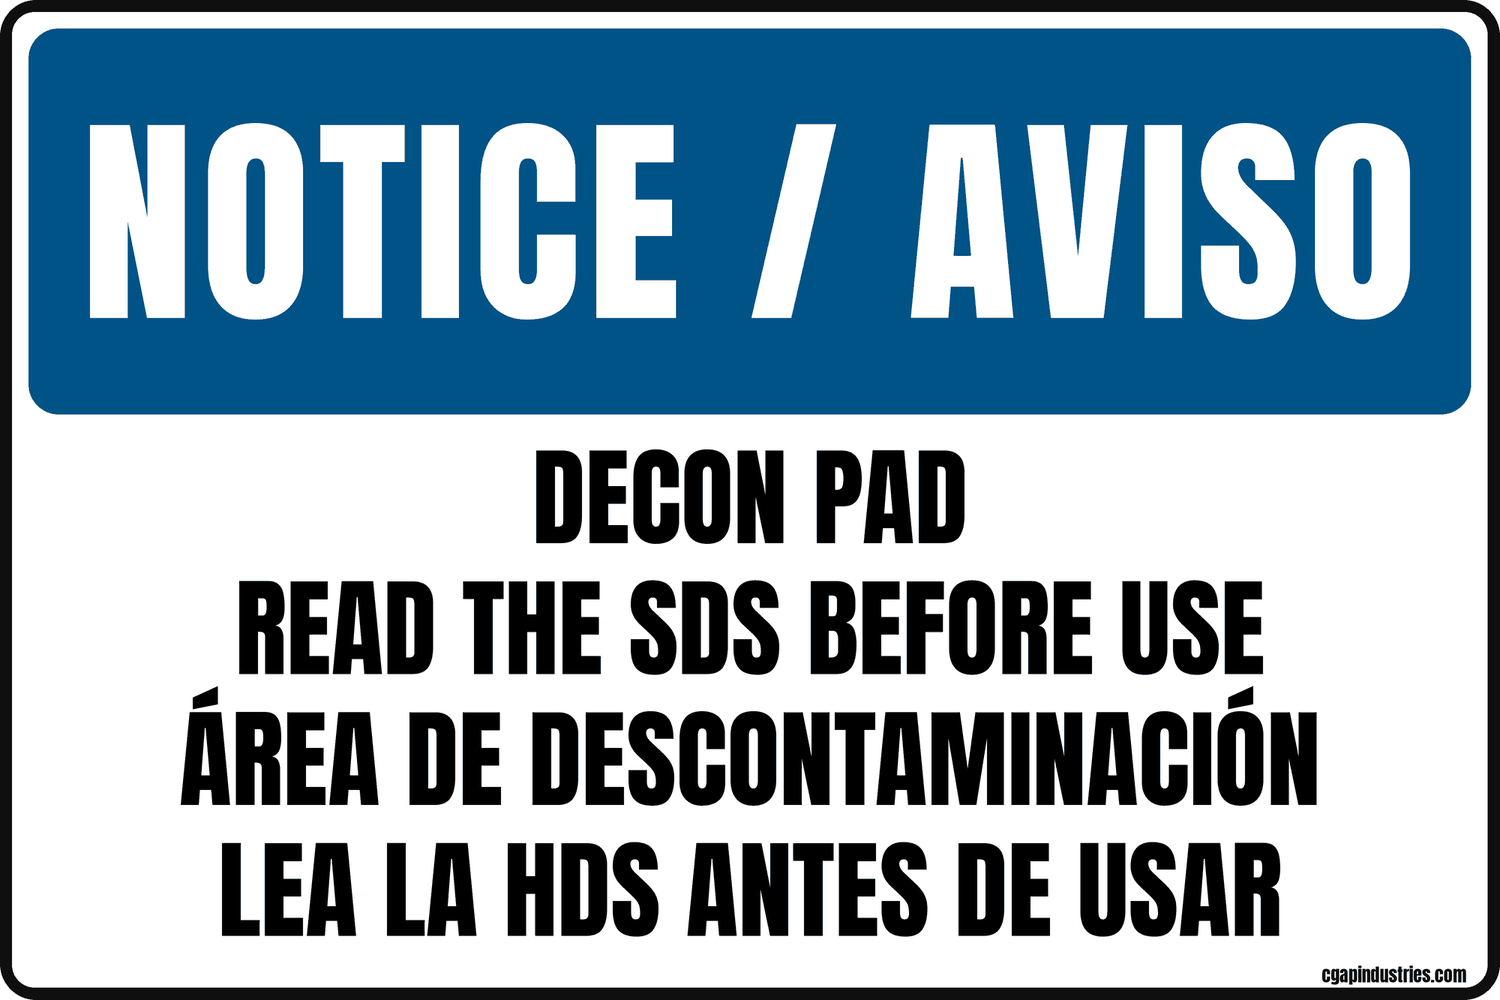 NOTICE / AVISO
DECON PAD
READ THE SDS BEFORE USE
ÁREA DE DESCONTAMINACIÓN
LEA LA HDS ANTES DE USAR
cgapindustries.com